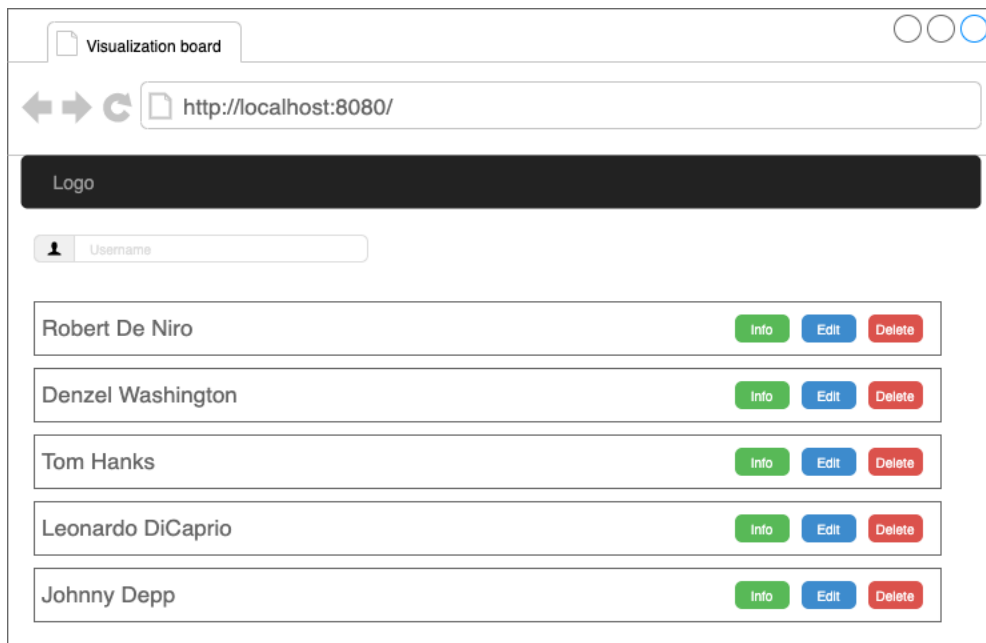 Visualization board
http://localhost:8080/
Logo
Username
Robert De Niro Info Edit Delete
Denzel Washington Info Edit Delete
Tom Hanks Info Edit Delete
Leonardo DiCaprio Info Edit Delete
Johnny Depp Info Edit Delete